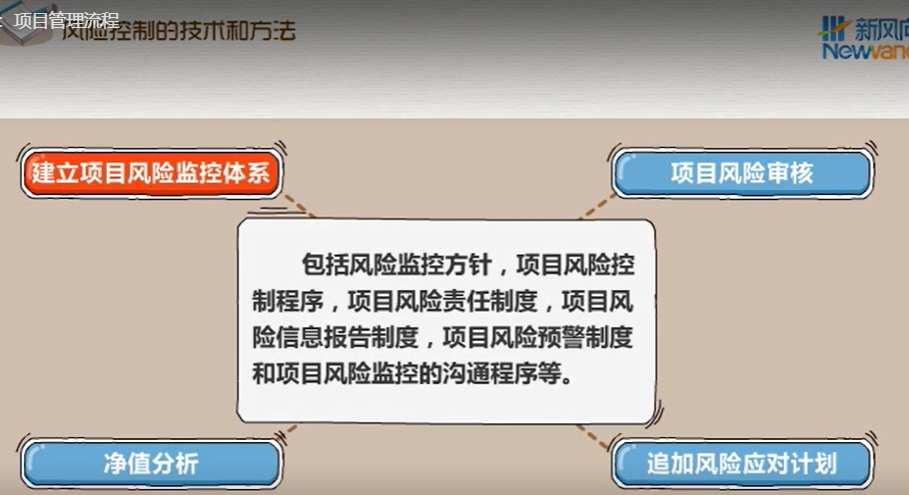 ：项目管理流程
风险控制的技术和方法
新风向
Newvane
建立项目风险监控体系
项目风险审核
包括风险监控方针，项目风险控
制程序，项目风险责任制度，项目风
险信息报告制度，项目风险预警制度
和项目风险监控的沟通程序等。
净值分析
追加风险应对计划